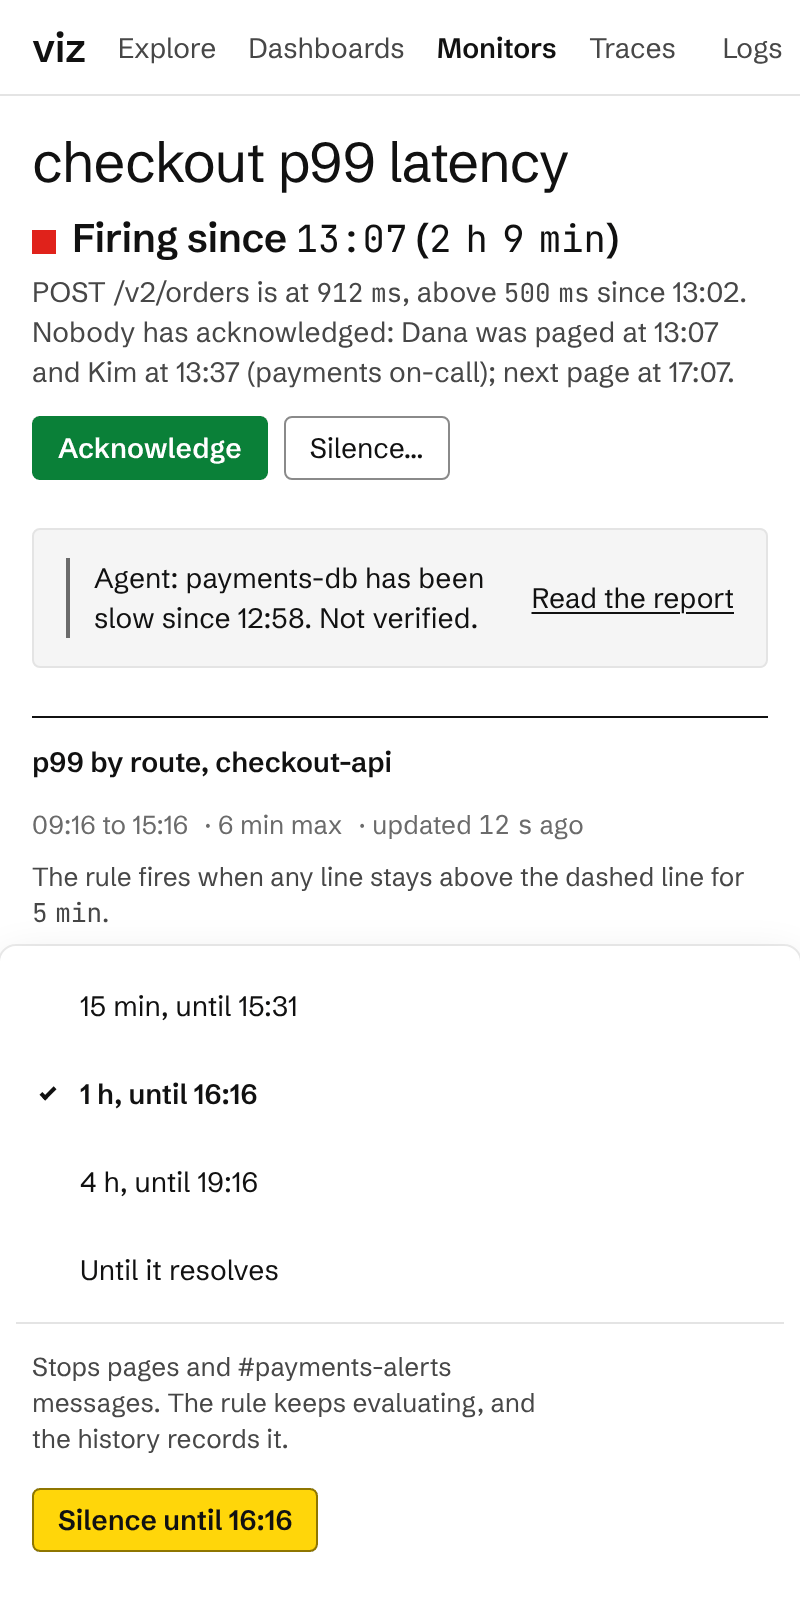 viz Explore Dashboards Monitors Traces Logs
checkout p99 latency
Firing since 13:07 (2 h 9 min)
POST /v2/orders is at 912 ms, above 500 ms since 13:02.
Nobody has acknowledged: Dana was paged at 13:07
and Kim at 13:37 (payments on-call); next page at 17:07.
Acknowledge Silence...
Agent: payments-db has been
slow since 12:58. Not verified.
Read the report
p99 by route, checkout-api
09:16 to 15:16 · 6 min max · updated 12 s ago
The rule fires when any line stays above the dashed line for
5 min.
15 min, until 15:31
✓ 1 h, until 16:16
4 h, until 19:16
Until it resolves
Stops pages and #payments-alerts
messages. The rule keeps evaluating, and
the history records it.
Silence until 16:16